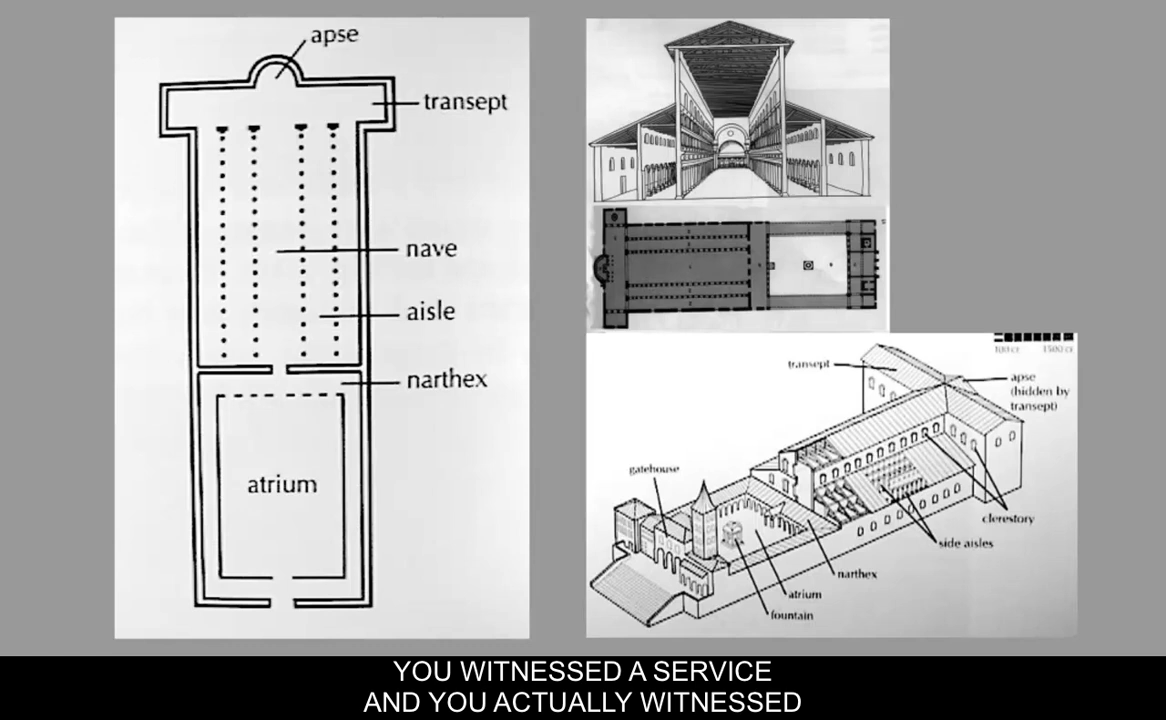 apse
transept
nave
aisle
narthex
atrium
transept
apse
(hidden by
transept)
gatehouse
clerestory
side aisles
narthex
atrium
fountain
YOU WITNESSED A SERVICE
AND YOU ACTUALLY WITNESSED